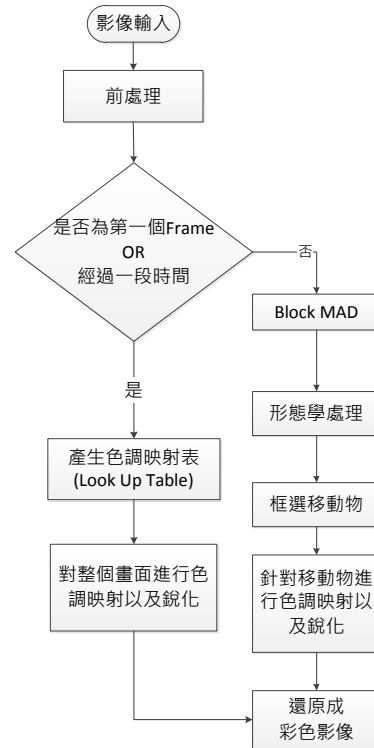 影像輸入
前處理
是否為第一個Frame
OR
經過一段時間
否
是
Block MAD
形態學處理
框選移動物
針對移動物進
行色調映射以
及銳化
產生色調映射表
(Look Up Table)
對整個畫面進行色
調映射以及銳化
還原成
彩色影像